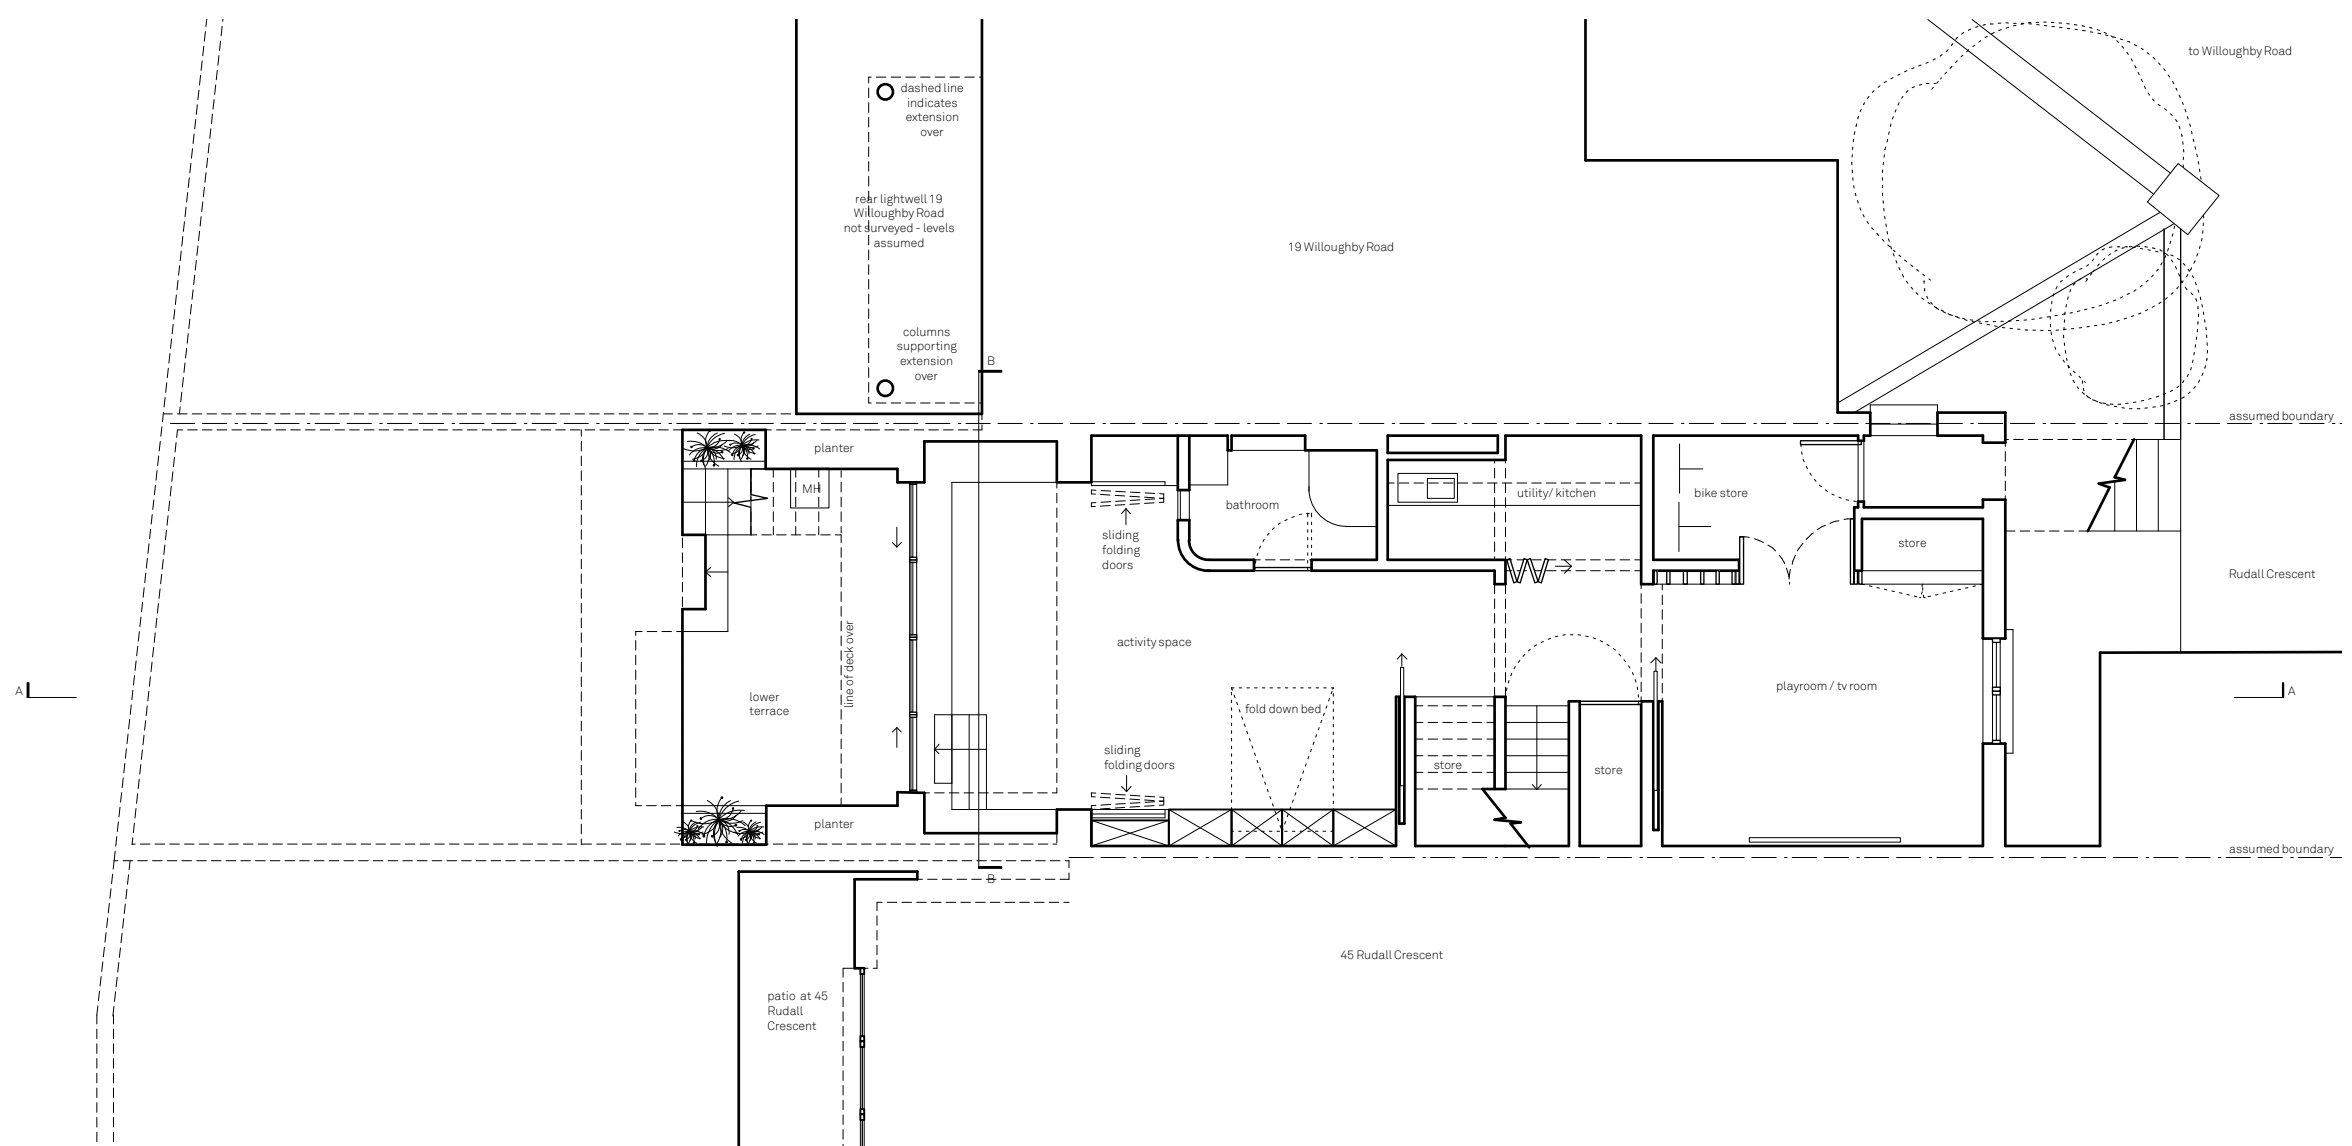 to Willoughby Road
dashed line
indicates
extension
over
rear lightwell 19
Willoughby Road
not surveyed - levels
assumed
19 Willoughby Road
columns
supporting
extension
over
B
assumed boundary
planter
MH
sliding
folding
doors
bathroom
utility/ kitchen
bike store
store
Rudall Crescent
activity space
line of deck over
lower
terrace
A
fold down bed
playroom / tv room
A
sliding
folding doors
store
store
planter
assumed boundary
B
45 Rudall Crescent
patio at 45
Rudall
Crescent